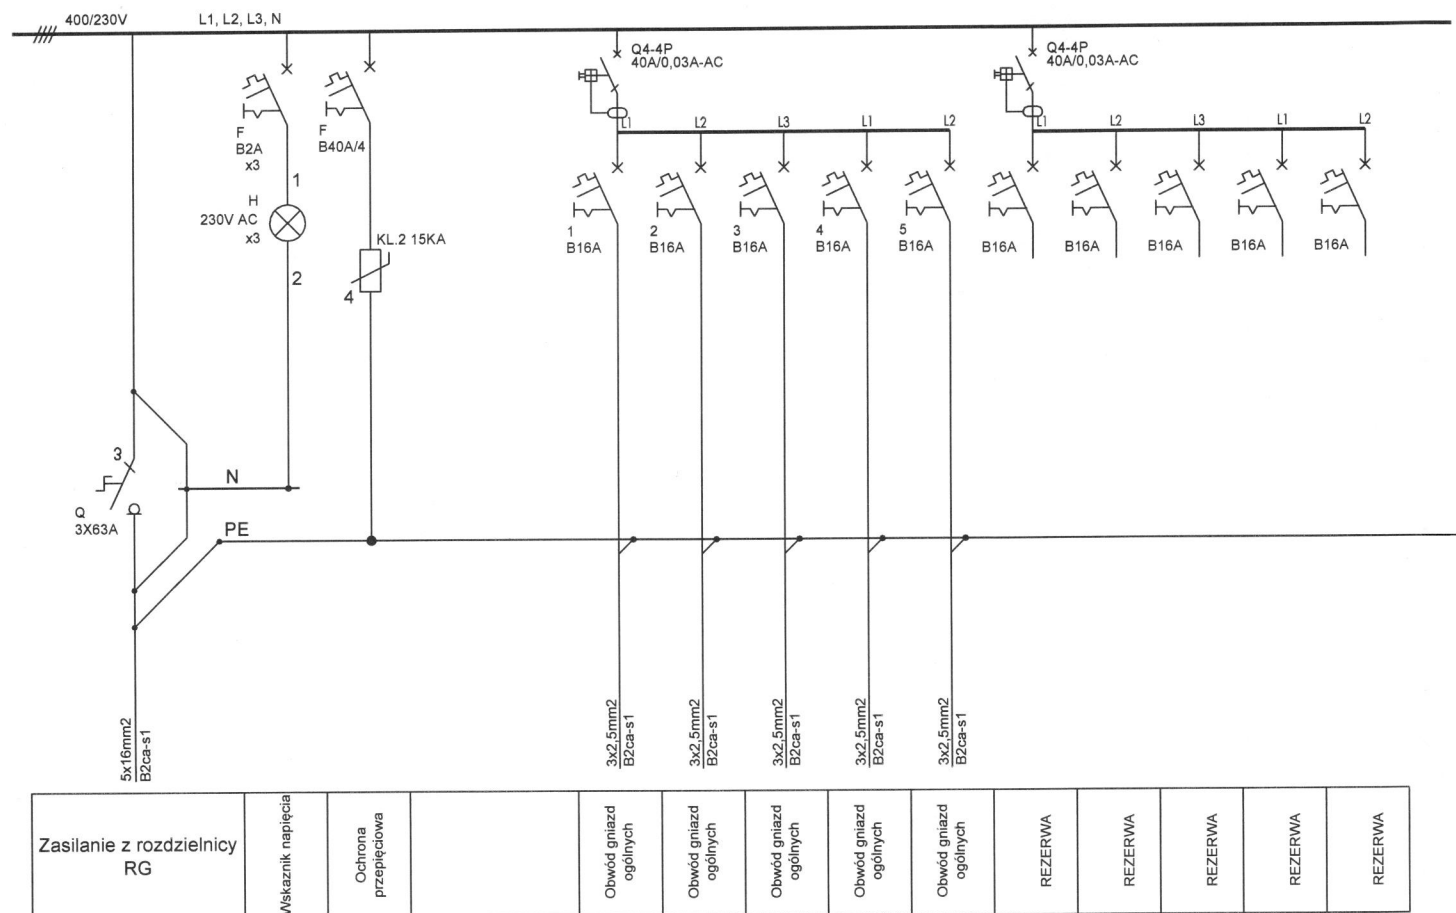 400/230V
L1, L2, L3, N
Q4-4P
40A/0,03A-AC
Q4-4P
40A/0,03A-AC
L1
L2
L3
L1
L2
L1
L2
L3
L1
L2
F
B2A
x3
F
B40A/4
1
H
230V AC
x3
2
KL.2 15KA
4
1
B16A
2
B16A
3
B16A
4
B16A
5
B16A
B16A
B16A
B16A
B16A
B16A
3
Q
3X63A
N
PE
5x16mm2
B2ca-s1
3x2,5mm2
B2ca-s1
3x2,5mm2
B2ca-s1
3x2,5mm2
B2ca-s1
3x2,5mm2
B2ca-s1
3x2,5mm2
B2ca-s1
Zasilanie z rozdzielnicy
RG
Wskaznik napięcia
Ochrona
przepięciowa
Obwód gniazd
ogólnych
Obwód gniazd
ogólnych
Obwód gniazd
ogólnych
Obwód gniazd
ogólnych
Obwód gniazd
ogólnych
REZERWA
REZERWA
REZERWA
REZERWA
REZERWA